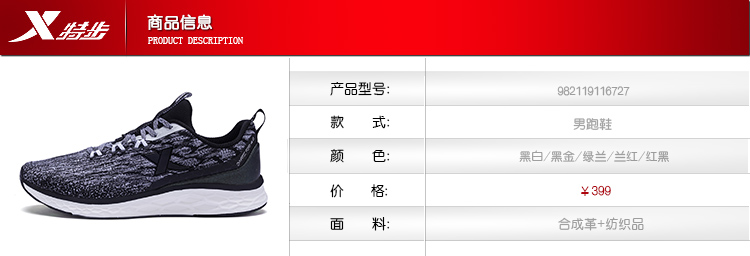 特步
商品信息
PRODUCT DESCRIPTION
产品型号: 982119116727
款 式: 男跑鞋
颜 色: 黑白/黑金/绿兰/兰红/红黑
价 格: ¥399
面 料: 合成革+纺织品